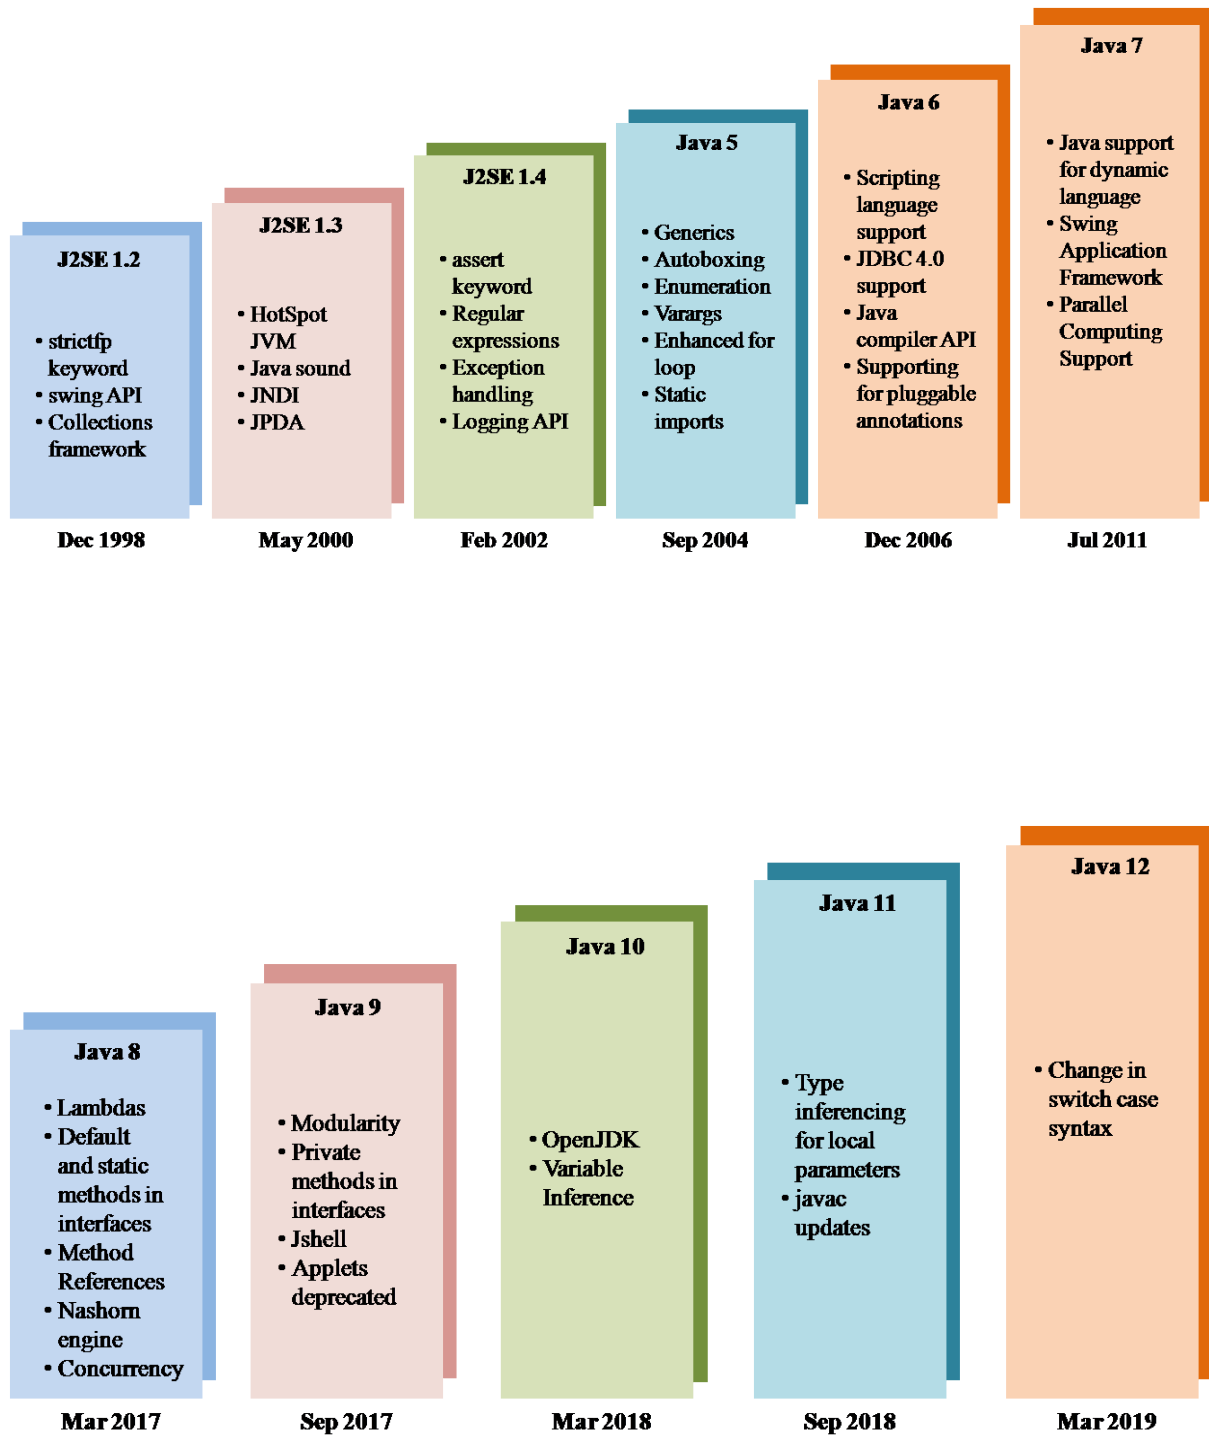 J2SE 1.2
• strictfp
keyword
• swing API
• Collections
framework
Dec 1998
J2SE 1.3
• HotSpot
JVM
• Java sound
• JNDI
• JPDA
May 2000
J2SE 1.4
• assert
keyword
• Regular
expressions
• Exception
handling
• Logging API
Feb 2002
Java 5
• Generics
• Autoboxing
• Enumeration
• Varargs
• Enhanced for
loop
• Static
imports
Sep 2004
Java 6
• Scripting
language
support
• JDBC 4.0
support
• Java
compiler API
• Supporting
for pluggable
annotations
Dec 2006
Java 7
• Java support
for dynamic
language
• Swing
Application
Framework
• Parallel
Computing
Support
Jul 2011
Java 8
• Lambdas
• Default
and static
methods in
interfaces
• Method
References
• Nashorn
engine
• Concurrency
Mar 2017
Java 9
• Modularity
• Private
methods in
interfaces
• Jshell
• Applets
deprecated
Sep 2017
Java 10
• OpenJDK
• Variable
Inference
Mar 2018
Java 11
• Type
inferencing
for local
parameters
• javac
updates
Sep 2018
Java 12
• Change in
switch case
syntax
Mar 2019